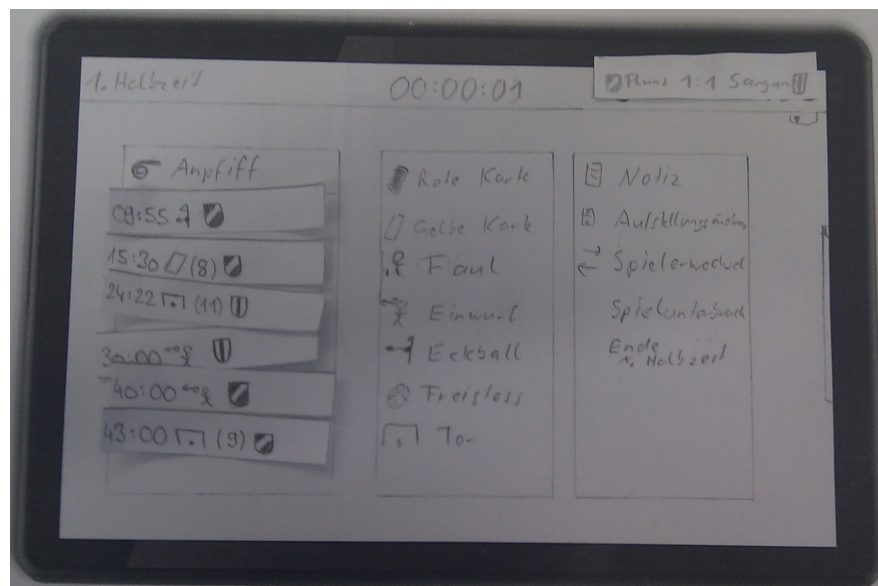 1. Halbzeit
00:00:01
Flums 1:1 Sargan
Anpfiff
09:55
15:30 (8)
24:22 (11)
30:00
40:00
43:00 (9)
Rote Karte
Gelbe Karte
Faul
Einwurf
Eckball
Freistoss
Tor
Notiz
Spielerwechsel
Spielunterbruch
Ende
1. Halbzeit